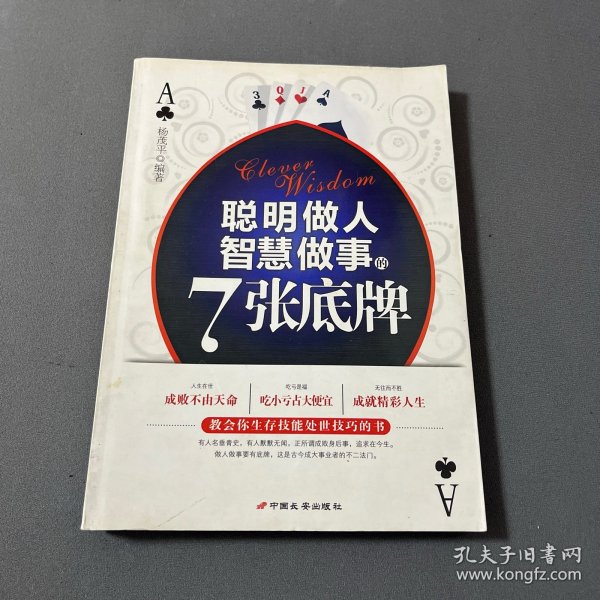 A
杨茂平◎编著
3 Q J A
Clever
Wisdom
聪明做人
智慧做事的
7张底牌
人生在世
成败不由天命
吃亏是福
吃小亏占大便宜
无往而不胜
成就精彩人生
教会你生存技能处世技巧的书
有人名垂青史，有人默默无闻，正所谓成败身后事，追求在今生。
做人做事要有底牌，这是古今成大事业者的不二法门。
A
中国长安出版社
孔夫子旧书网
www.kongfz.com